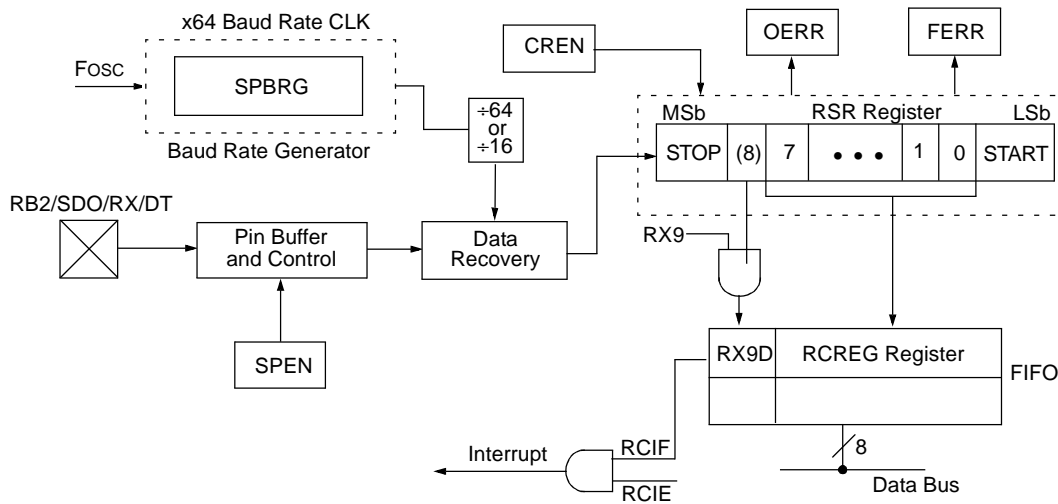 x64 Baud Rate CLK
FOSC
SPBRG
Baud Rate Generator
÷64
or
÷16
CREN
OERR
FERR
MSb
RSR Register
LSb
STOP
(8)
7
• • •
1
0
START
RB2/SDO/RX/DT
Pin Buffer
and Control
Data
Recovery
SPEN
RX9
RX9D
RCREG Register
FIFO
Interrupt
RCIF
RCIE
8
Data Bus